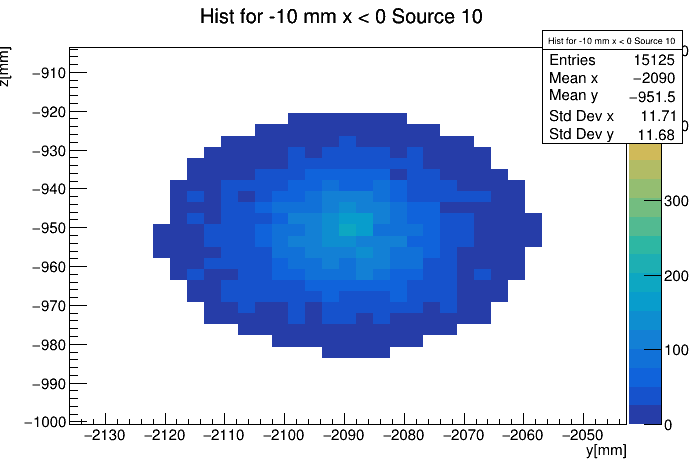 Hist for -10 mm x < 0 Source 10
z[mm]
Hist for -10 mm x < 0 Source 10
Entries 15125
Mean x −2090
Mean y −951.5
Std Dev x 11.71
Std Dev y 11.68
−910
−920
−930
−940
−950
−960
−970
−980
−990
−1000
300
200
100
0
−2130 −2120 −2110 −2100 −2090 −2080 −2070 −2060 −2050
y[mm]